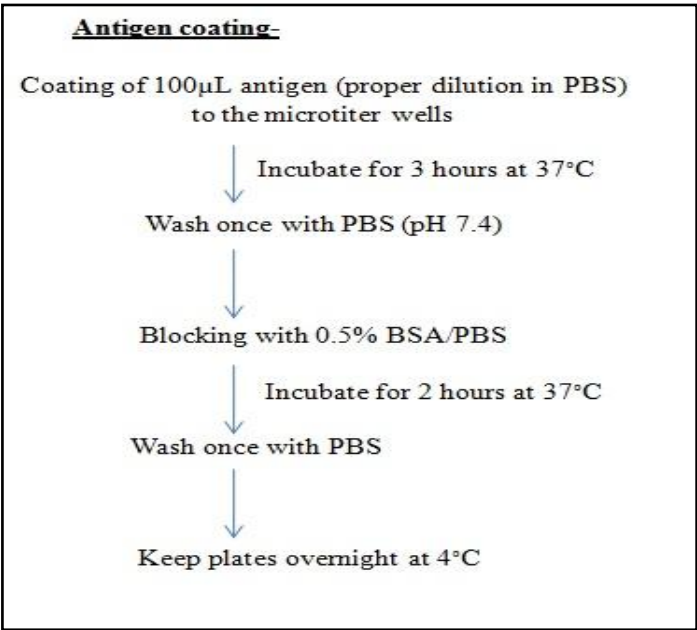 Antigen coating-
Coating of 100µL antigen (proper dilution in PBS)
to the microtiter wells
Incubate for 3 hours at 37°C
Wash once with PBS (pH 7.4)
Blocking with 0.5% BSA/PBS
Incubate for 2 hours at 37°C
Wash once with PBS
Keep plates overnight at 4°C